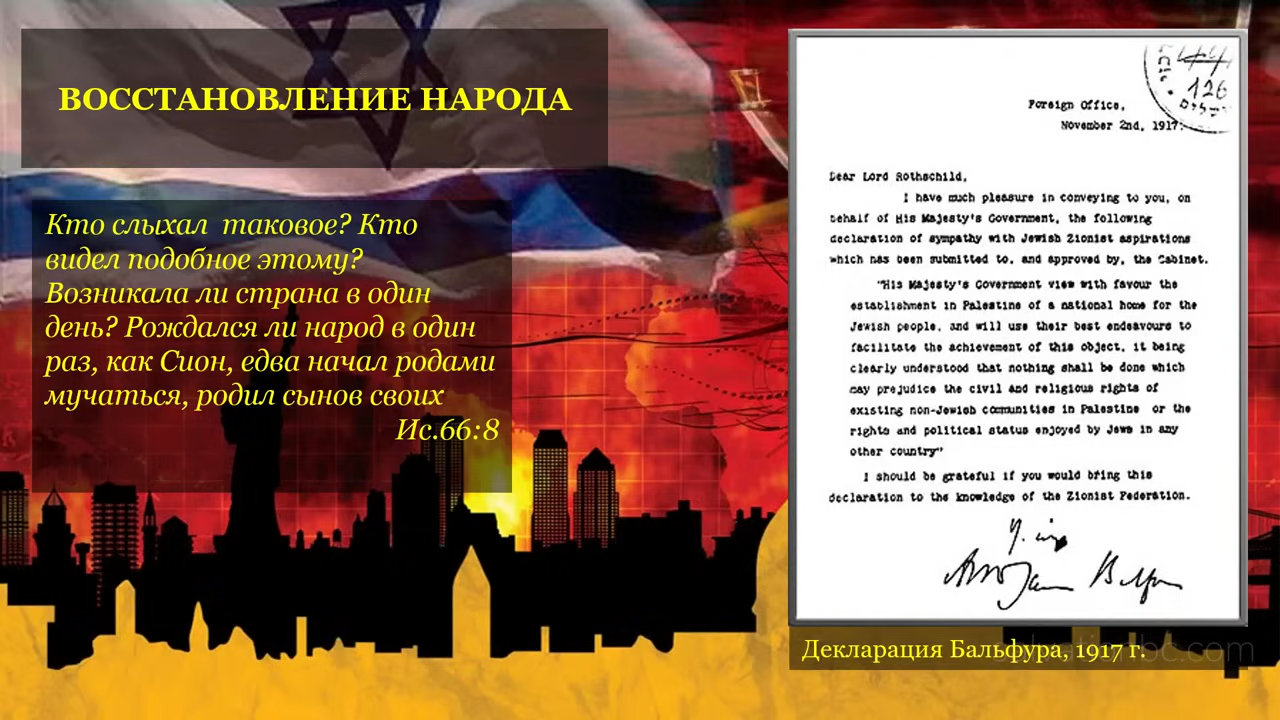 ВОССТАНОВЛЕНИЕ НАРОДА
Кто слыхал таковое? Кто
видел подобное этому?
Возникала ли страна в один
день? Рождался ли народ в один
раз, как Сион, едва начал родами
мучаться, родил сынов своих
Ис.66:8
126
Foreign Office,
November 2nd, 1917.
Dear Lord Rothschild,
I have much pleasure in conveying to you, on
behalf of His Majesty's Government, the following
declaration of sympathy with Jewish Zionist aspirations
which has been submitted to, and approved by, the Cabinet.
"His Majesty's Government view with favour the
establishment in Palestine of a national home for the
Jewish people, and will use their best endeavours to
facilitate the achievement of this object, it being
clearly understood that nothing shall be done which
may prejudice the civil and religious rights of
existing non-Jewish communities in Palestine or the
rights and political status enjoyed by Jews in any
other country"
I should be grateful if you would bring this
declaration to the knowledge of the Zionist Federation.
Декларация Бальфура, 1917 г.